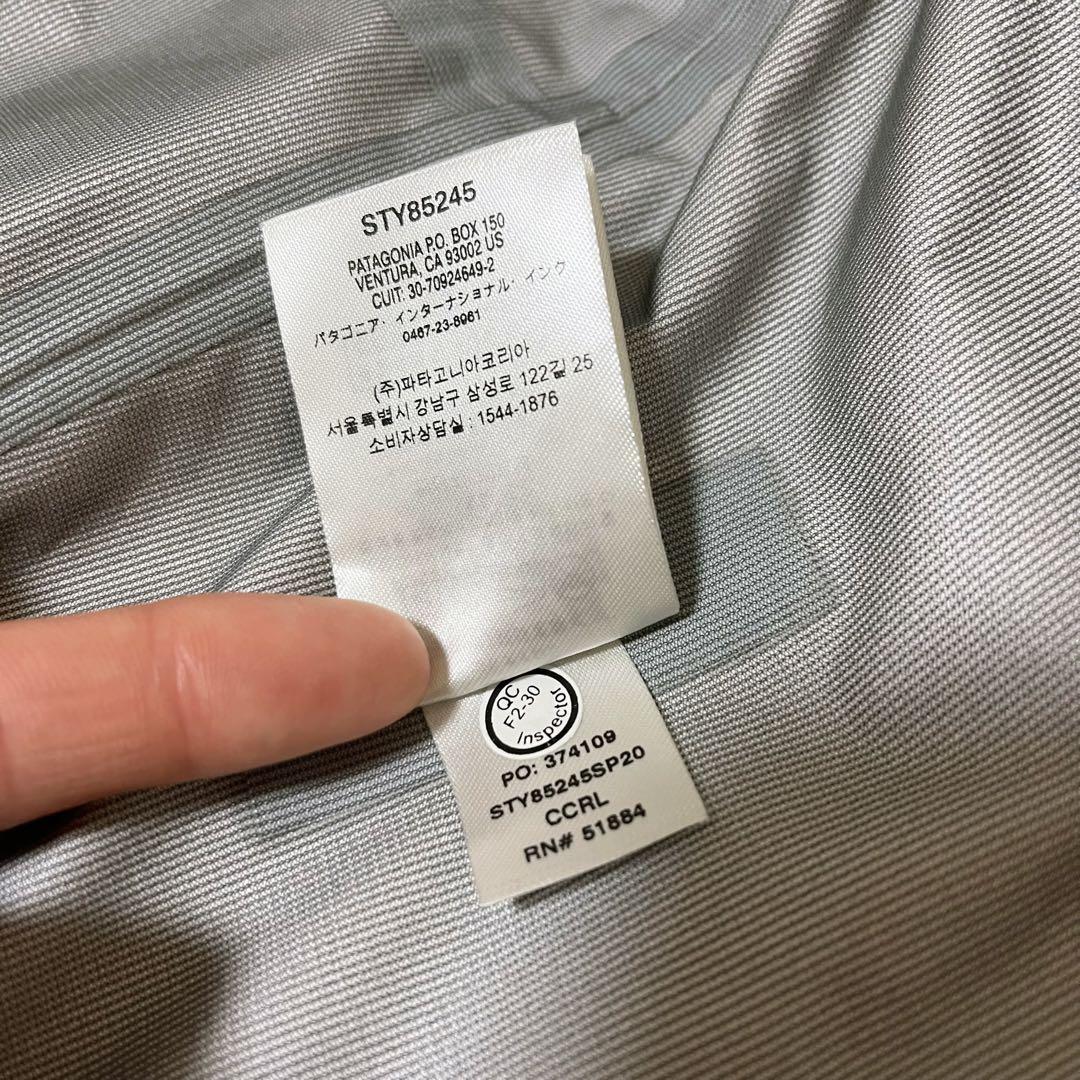 STY85245
PATAGONIA P.O. BOX 150
VENTURA, CA 93002 US
CUIT: 30-70924649-2
パタゴニア・インターナショナル・インク
0467-23-8961
(주)파타고니아코리아
서울특별시 강남구 삼성로 122길 25
소비자상담실 : 1544-1876
QC
F2-30
Inspector
PO: 374109
STY85245SP20
CCRL
RN# 51884